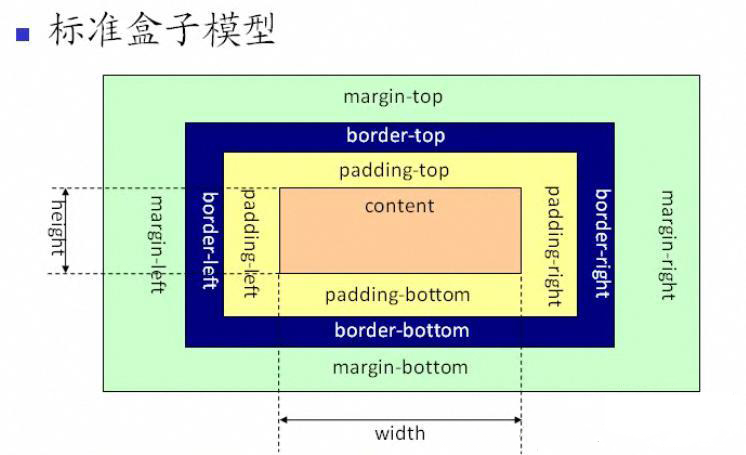 标准盒子模型
margin-top
border-top
padding-top
content
height
margin-left
border-left
padding-left
padding-right
border-right
margin-right
padding-bottom
border-bottom
margin-bottom
width